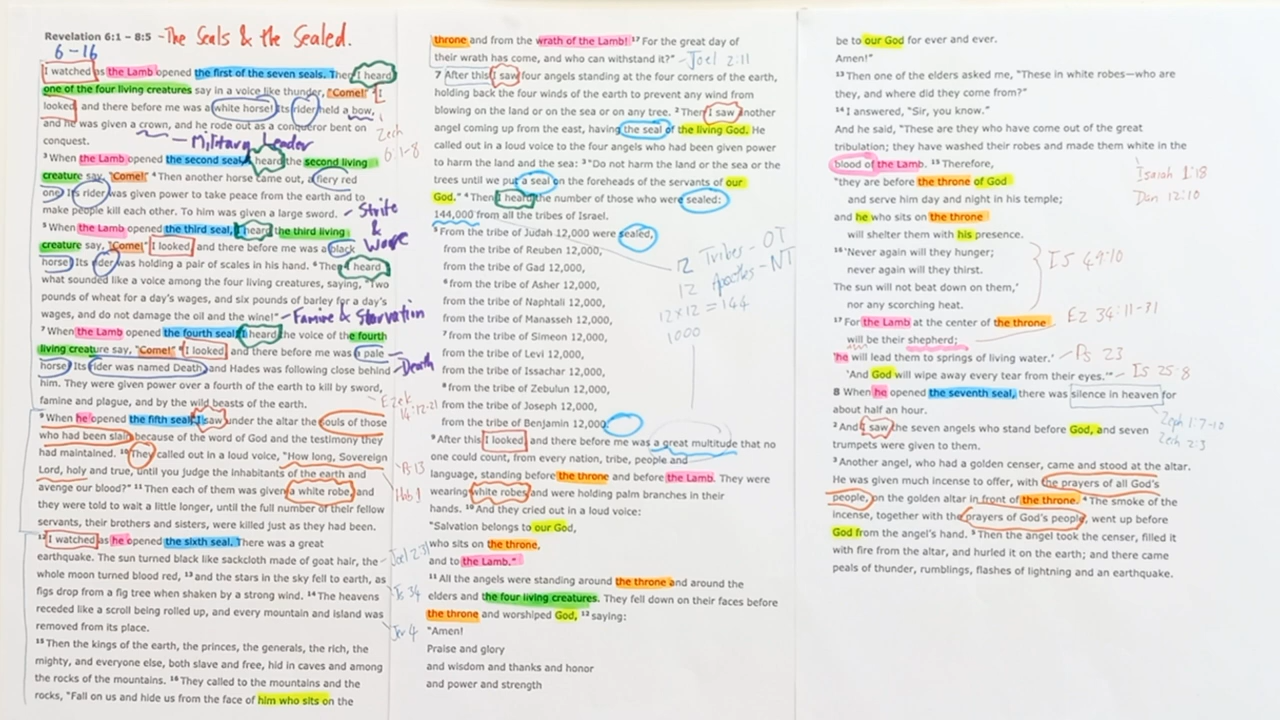 Revelation 6:1 – 8:5 - The Seals & the Sealed.
6 - 16
I watched as the Lamb opened the first of the seven seals. Then I heard
one of the four living creatures say in a voice like thunder, "Come!" ² I
looked, and there before me was a white horse! Its rider held a bow,
and he was given a crown, and he rode out as a conqueror bent on
conquest.
- Military Leader
Zech
6:1-8
³ When the Lamb opened the second seal, I heard the second living
creature say, "Come!" ⁴ Then another horse came out, a fiery red
one. Its rider was given power to take peace from the earth and to
make people kill each other. To him was given a large sword.
- Strife
&
Ware
⁵ When the Lamb opened the third seal, I heard the third living
creature say, "Come!" I looked, and there before me was a black
horse! Its rider was holding a pair of scales in his hand. ⁶ Then I heard
what sounded like a voice among the four living creatures, saying, "Two
pounds of wheat for a day's wages, and six pounds of barley for a day's
wages, and do not damage the oil and the wine!" - Famine & Starvation
⁷ When the Lamb opened the fourth seal, I heard the voice of the fourth
living creature say, "Come!" ⁸ I looked, and there before me was a pale
horse! Its rider was named Death, and Hades was following close behind - Death
him. They were given power over a fourth of the earth to kill by sword,
famine and plague, and by the wild beasts of the earth.
Ezek
14:12-21
⁹ When he opened the fifth seal, I saw under the altar the souls of those
who had been slain because of the word of God and the testimony they
had maintained. ¹⁰ They called out in a loud voice, "How long, Sovereign
Lord, holy and true, until you judge the inhabitants of the earth and
avenge our blood?" ¹¹ Then each of them was given a white robe, and
they were told to wait a little longer, until the full number of their fellow
servants, their brothers and sisters, were killed just as they had been.
Ps 13
Hab 1
¹² I watched as he opened the sixth seal. There was a great
earthquake. The sun turned black like sackcloth made of goat hair, the
whole moon turned blood red, ¹³ and the stars in the sky fell to earth, as
figs drop from a fig tree when shaken by a strong wind. ¹⁴ The heavens
receded like a scroll being rolled up, and every mountain and island was
removed from its place.
Joel 2:31
Is 34
Jer 4
¹⁵ Then the kings of the earth, the princes, the generals, the rich, the
mighty, and everyone else, both slave and free, hid in caves and among
the rocks of the mountains. ¹⁶ They called to the mountains and the
rocks, "Fall on us and hide us from the face of him who sits on the
throne and from the wrath of the Lamb! ¹⁷ For the great day of
their wrath has come, and who can withstand it?" - Joel 2:11
7 After this I saw four angels standing at the four corners of the earth,
holding back the four winds of the earth to prevent any wind from
blowing on the land or on the sea or on any tree. ² Then I saw another
angel coming up from the east, having the seal of the living God. He
called out in a loud voice to the four angels who had been given power
to harm the land and the sea: ³ "Do not harm the land or the sea or the
trees until we put a seal on the foreheads of the servants of our
God." ⁴ Then I heard the number of those who were sealed:
144,000 from all the tribes of Israel.
⁵ From the tribe of Judah 12,000 were sealed,
from the tribe of Reuben 12,000,
from the tribe of Gad 12,000,
⁶ from the tribe of Asher 12,000,
from the tribe of Naphtali 12,000,
from the tribe of Manasseh 12,000,
⁷ from the tribe of Simeon 12,000,
from the tribe of Levi 12,000,
from the tribe of Issachar 12,000,
⁸ from the tribe of Zebulun 12,000,
from the tribe of Joseph 12,000,
from the tribe of Benjamin 12,000.
12 Tribes - OT
12 Apostles - NT
12 x 12 = 144
1000
⁹ After this I looked, and there before me was a great multitude that no
one could count, from every nation, tribe, people and
language, standing before the throne and before the Lamb. They were
wearing white robes and were holding palm branches in their
hands. ¹⁰ And they cried out in a loud voice:
"Salvation belongs to our God,
who sits on the throne,
and to the Lamb."
¹¹ All the angels were standing around the throne and around the
elders and the four living creatures. They fell down on their faces before
the throne and worshiped God, ¹² saying:
"Amen!
Praise and glory
and wisdom and thanks and honor
and power and strength
be to our God for ever and ever.
Amen!"
¹³ Then one of the elders asked me, "These in white robes—who are
they, and where did they come from?"
¹⁴ I answered, "Sir, you know."
And he said, "These are they who have come out of the great
tribulation; they have washed their robes and made them white in the
blood of the Lamb. ¹⁵ Therefore,
Isaiah 1:18
Dan 12:10
"they are before the throne of God
and serve him day and night in his temple;
and he who sits on the throne
will shelter them with his presence.
¹⁶ 'Never again will they hunger;
never again will they thirst.
The sun will not beat down on them,'
nor any scorching heat.
IS 49:10
¹⁷ For the Lamb at the center of the throne
will be their shepherd;
Ez 34:11-31
'he will lead them to springs of living water.' - Ps 23
'And God will wipe away every tear from their eyes.'" - Is 25:8
8 When he opened the seventh seal, there was silence in heaven for
about half an hour.
Zeph 1:7-10
Zech 2:13
² And I saw the seven angels who stand before God, and seven
trumpets were given to them.
³ Another angel, who had a golden censer, came and stood at the altar.
He was given much incense to offer, with the prayers of all God's
people, on the golden altar in front of the throne. ⁴ The smoke of the
incense, together with the prayers of God's people, went up before
God from the angel's hand. ⁵ Then the angel took the censer, filled it
with fire from the altar, and hurled it on the earth; and there came
peals of thunder, rumblings, flashes of lightning and an earthquake.